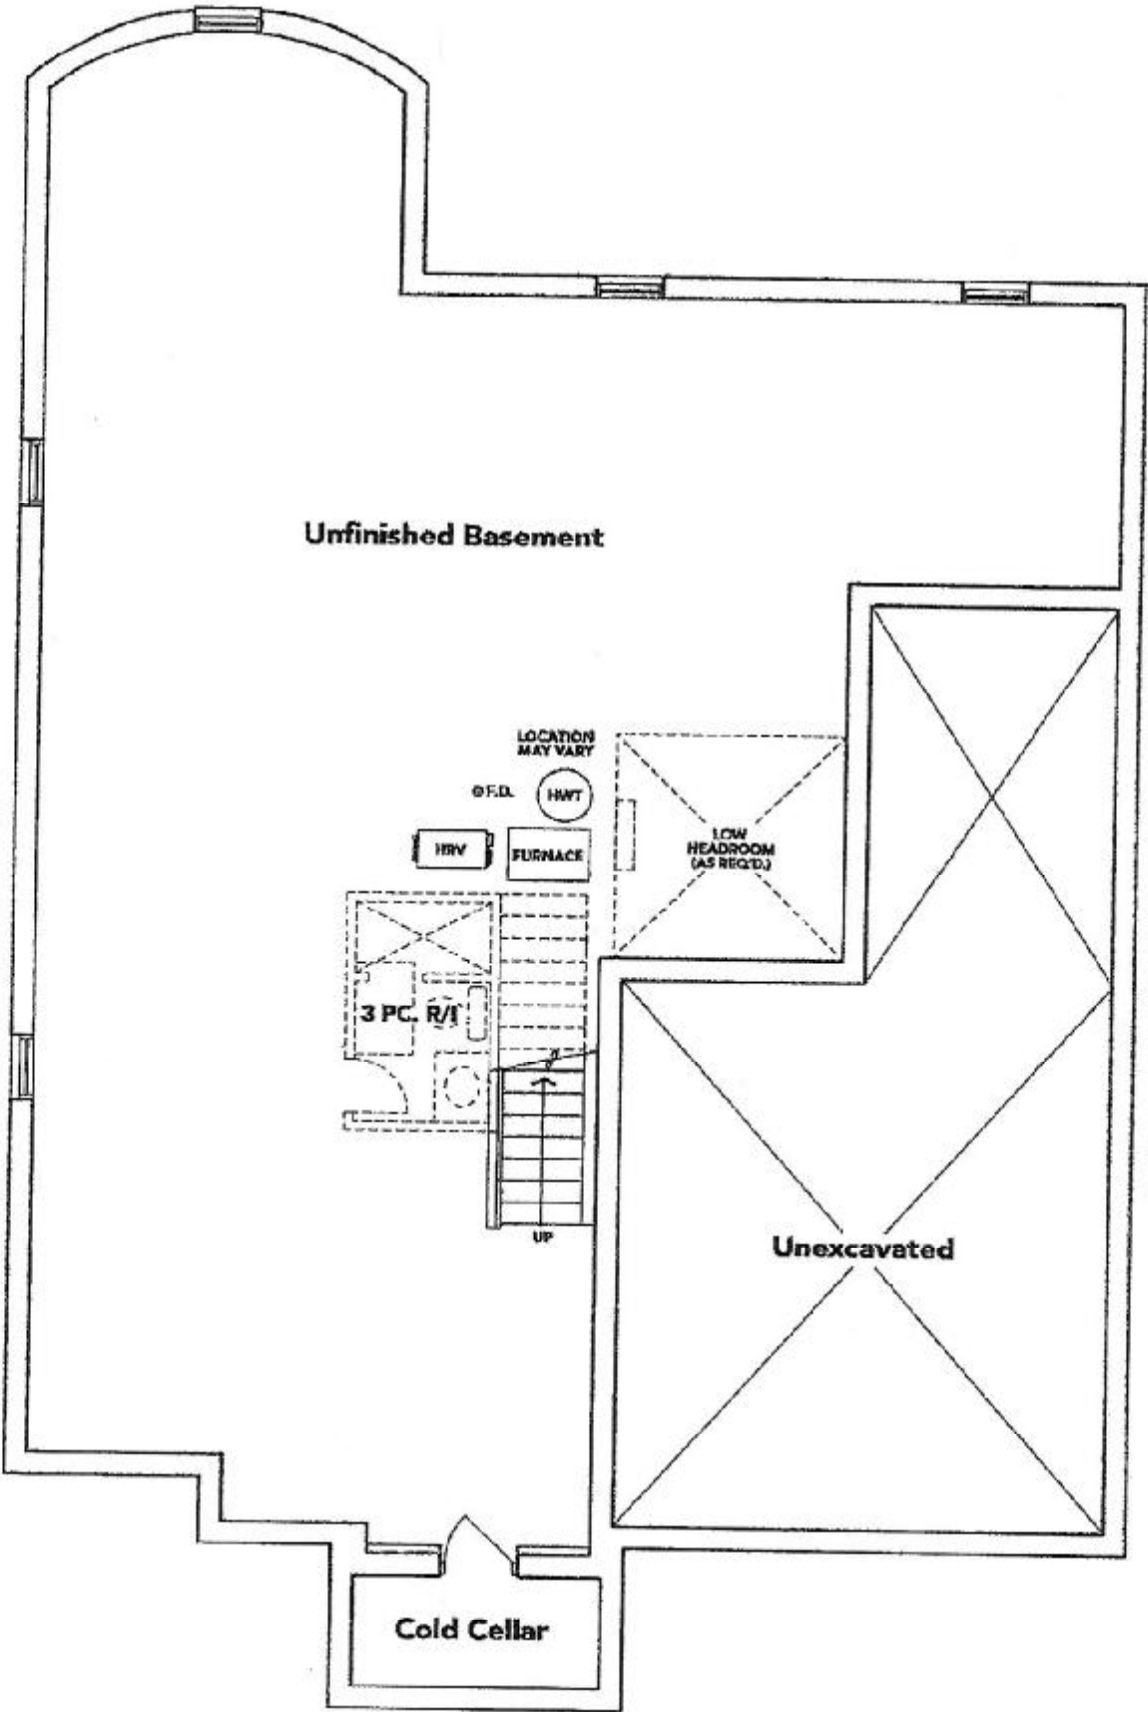 Unfinished Basement
LOCATION
MAY VARY
F.D.
HWT
HRV
FURNACE
LOW
HEADROOM
(AS REQ'D.)
3 PC. R/I
UP
Unexcavated
Cold Cellar